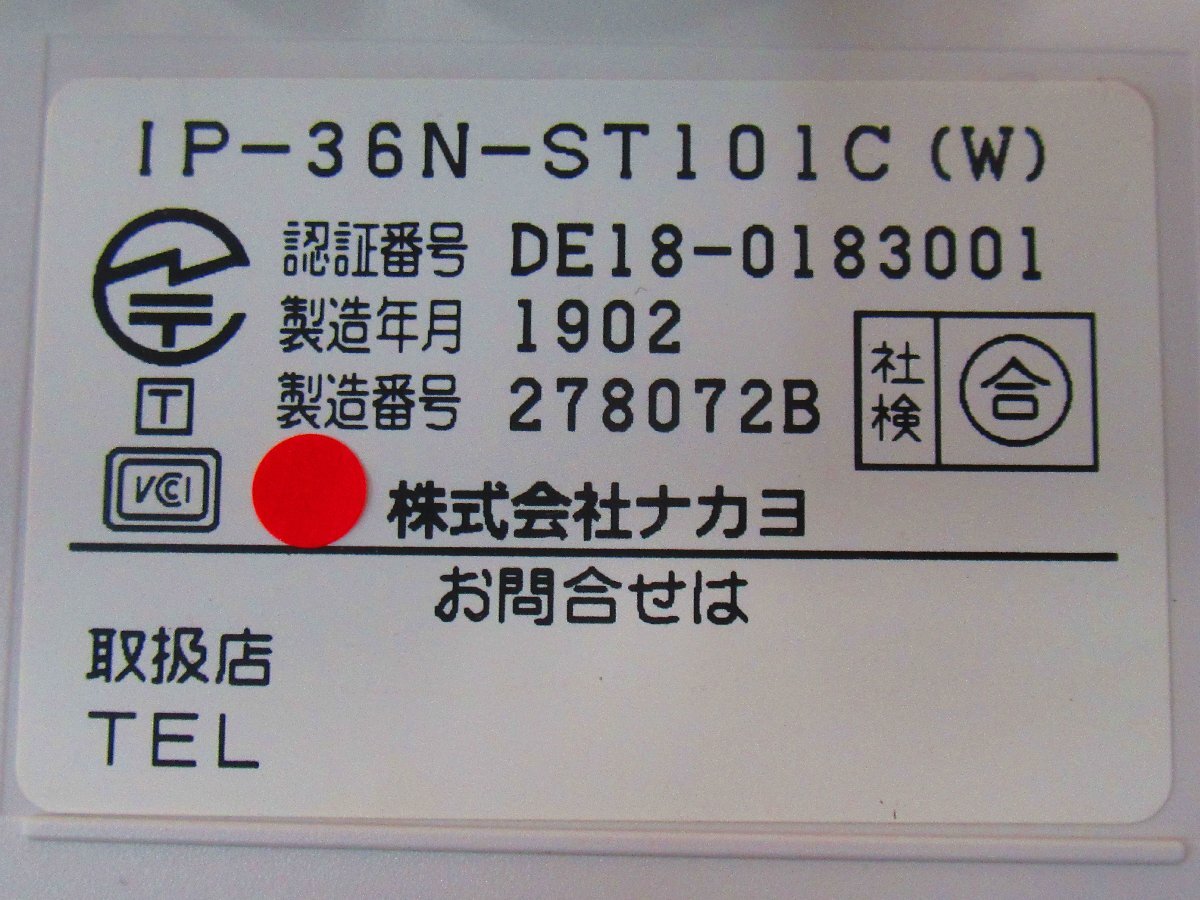 IP-36N-ST101C(W)
認証番号 DE18-0183001
製造年月 1902
製造番号 278072B
T
社検 合
VCCI
株式会社ナカヨ
お問合せは
取扱店
TEL